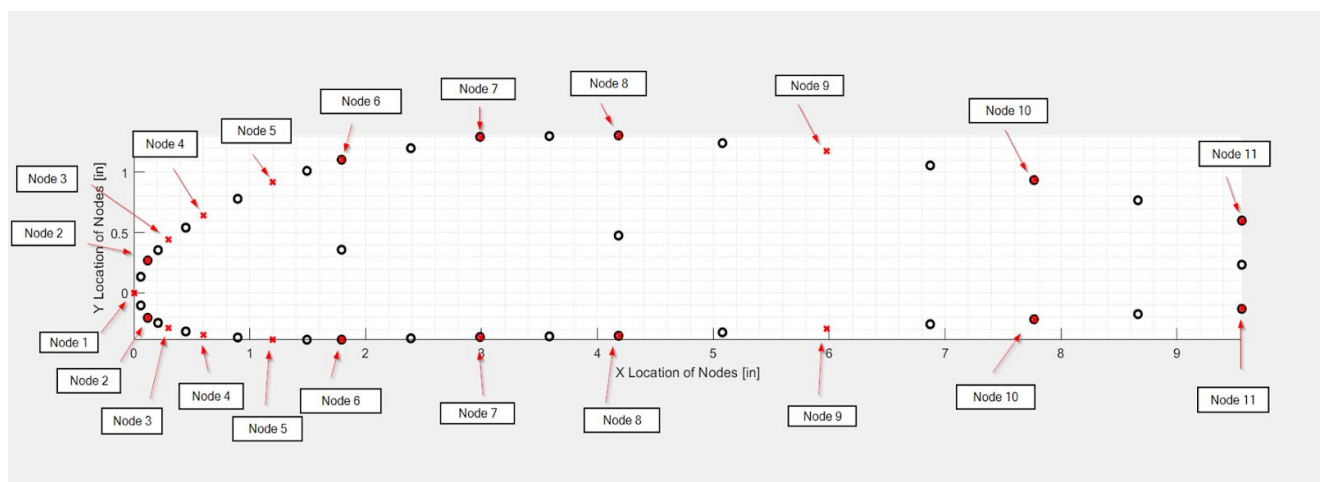 Node 7
Node 8
Node 9
Node 6
Node 10
Node 5
Node 4
Node 11
Node 3
Node 2
Y Location of Nodes [in]
1
0.5
0
Node 1
0
1
2
3
4
5
6
7
8
9
X Location of Nodes [in]
Node 2
Node 3
Node 4
Node 5
Node 6
Node 7
Node 8
Node 9
Node 10
Node 11